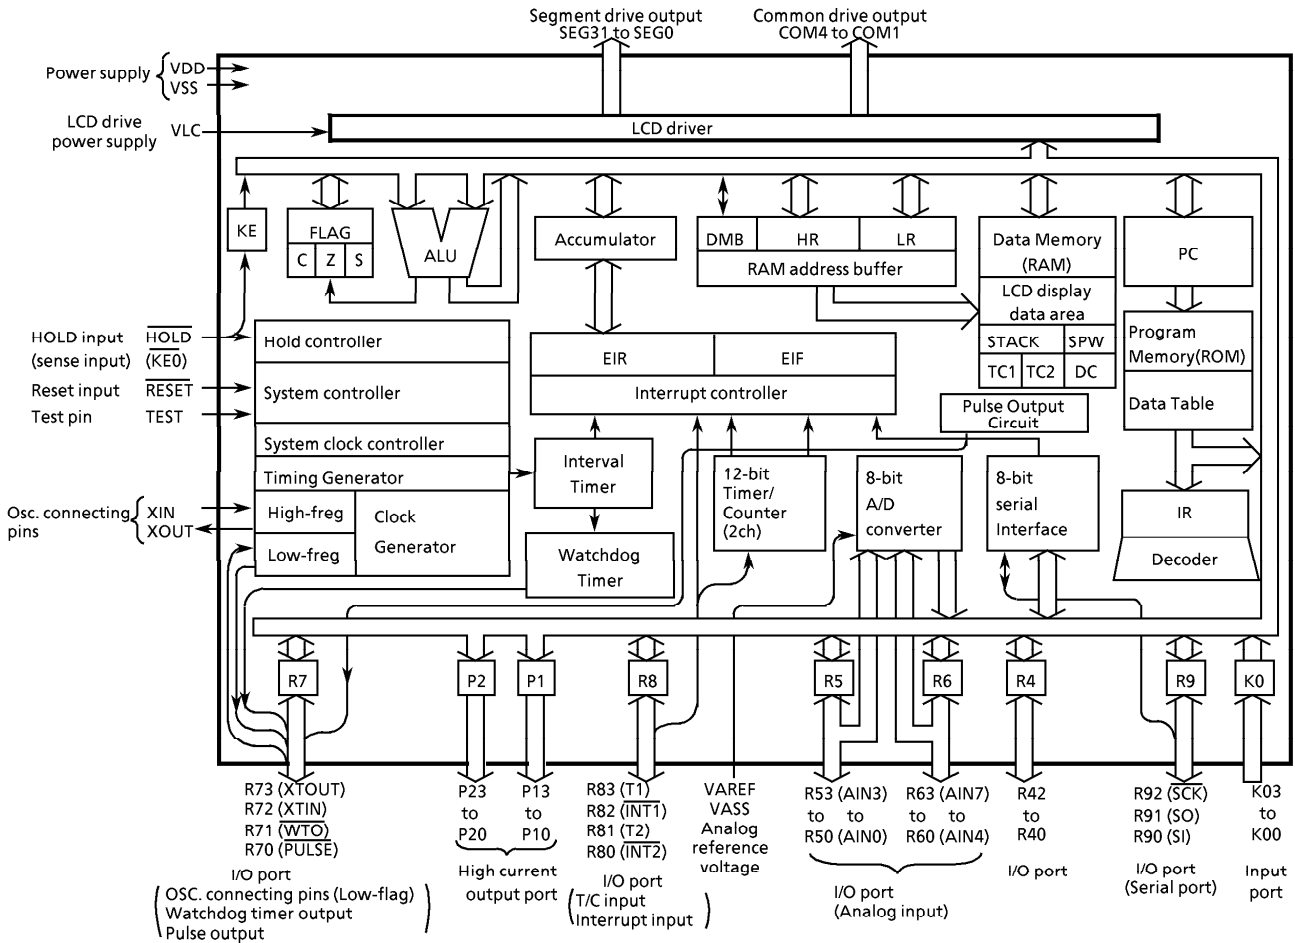 Segment drive output
SEG31 to SEG0
Common drive output
COM4 to COM1
Power supply
VDD
VSS
LCD drive
power supply
VLC
LCD driver
KE
FLAG
C Z S
ALU
Accumulator
DMB HR LR
RAM address buffer
Data Memory
(RAM)
LCD display
data area
STACK SPW
TC1 TC2 DC
PC
Program
Memory(ROM)
Data Table
HOLD input HOLD
(sense input) (KE0)
Reset input RESET
Test pin TEST
Hold controller
System controller
System clock controller
Timing Generator
High-freq
Low-freq
Clock
Generator
Osc. connecting
pins
XIN
XOUT
EIR EIF
Interrupt controller
Interval
Timer
Watchdog
Timer
Pulse Output
Circuit
12-bit
Timer/
Counter
(2ch)
8-bit
A/D
converter
8-bit
serial
Interface
IR
Decoder
R7 P2 P1 R8 R5 R6 R4 R9 K0
R73 (XTOUT)
R72 (XTIN)
R71 (WTO)
R70 (PULSE)
I/O port
(OSC. connecting pins (Low-flag)
Watchdog timer output
Pulse output)
P23
to
P20
P13
to
P10
High current
output port
R83 (T1)
R82 (INT1)
R81 (T2)
R80 (INT2)
I/O port
(T/C input
Interrupt input)
VAREF
VASS
Analog
reference
voltage
R53 (AIN3)
to to
R50 (AIN0)
R63 (AIN7)
to to
R60 (AIN4)
I/O port
(Analog input)
R42
to
R40
I/O port
R92 (SCK)
R91 (SO)
R90 (SI)
I/O port
(Serial port)
K03
to
K00
Input
port